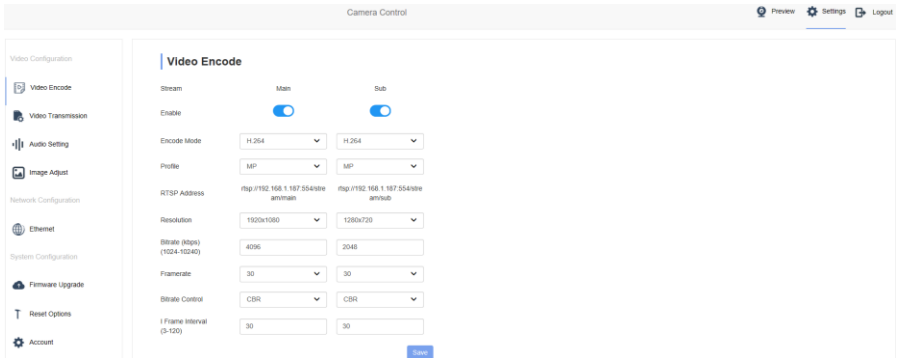 Camera Control
Preview
Settings
Logout
Video Configuration
Video Encode
Video Transmission
Audio Setting
Image Adjust
Network Configuration
Ethernet
System Configuration
Firmware Upgrade
Reset Options
Account
Video Encode
Stream Main Sub
Enable
Encode Mode H.264 H.264
Profile MP MP
RTSP Address rtsp://192.168.1.187:554/stre rtsp://192.168.1.187:554/stre
am/main am/sub
Resolution 1920x1080 1280x720
Bitrate (kbps)
(1024-10240) 4096 2048
Framerate 30 30
Bitrate Control CBR CBR
I Frame Interval
(3-120) 30 30
Save